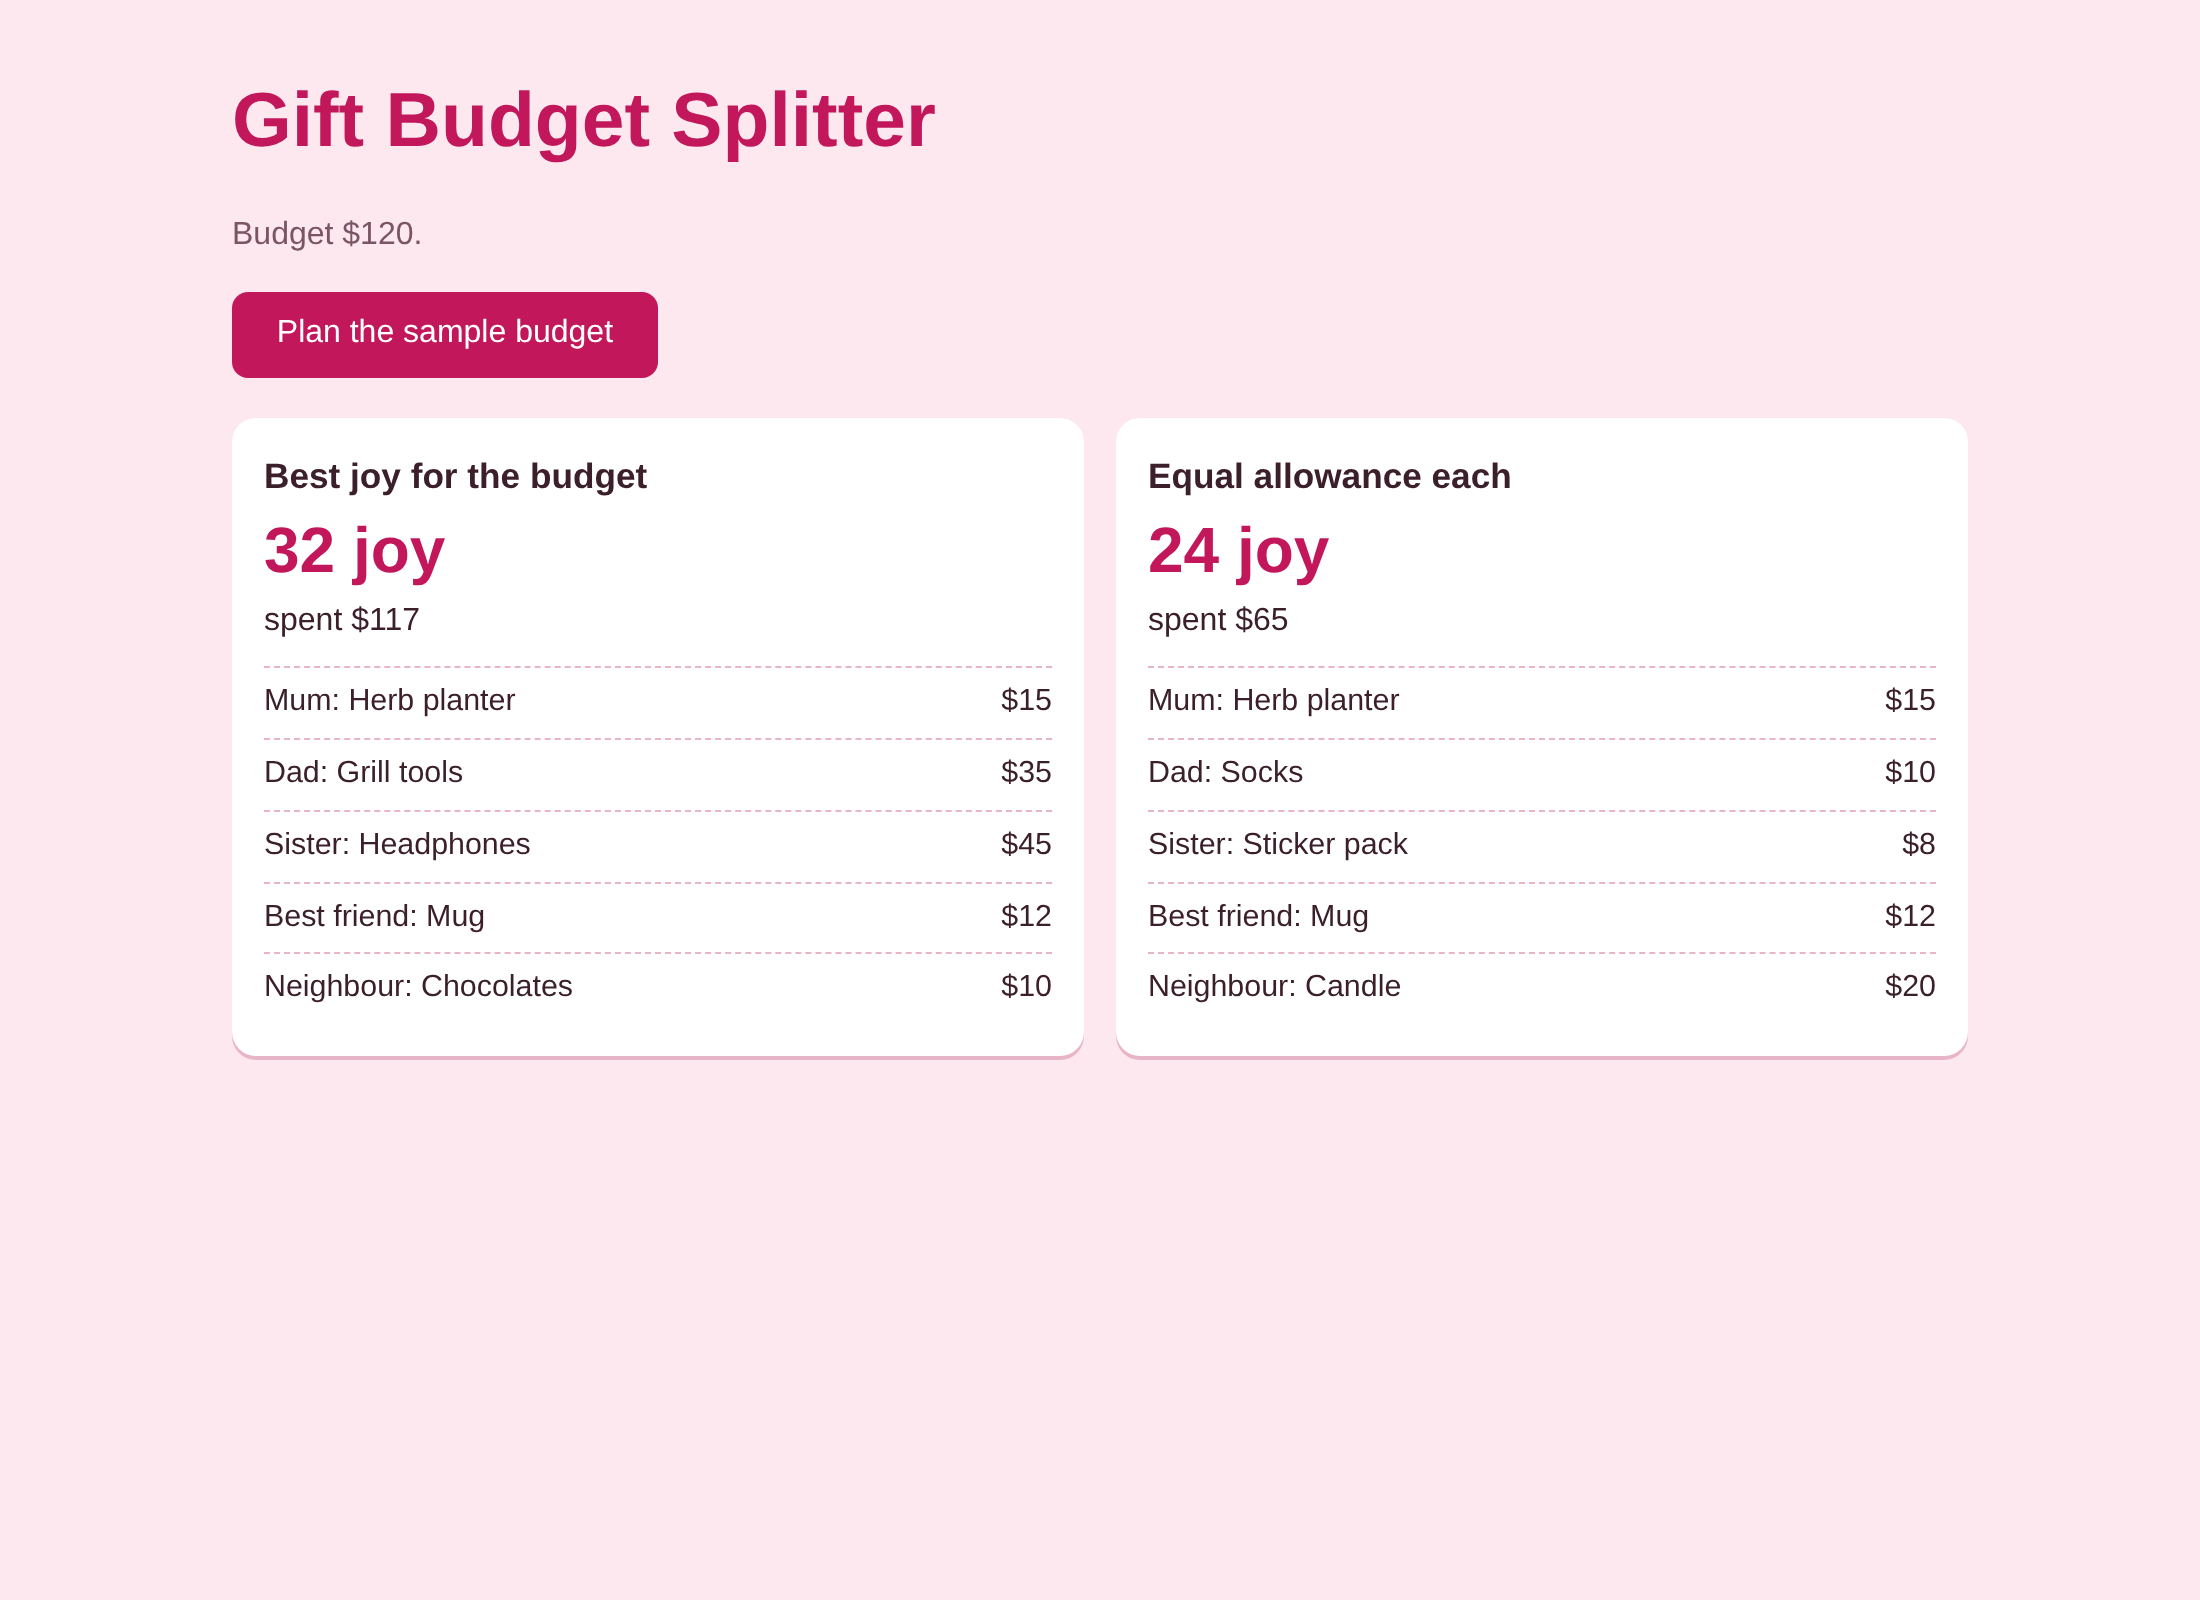 Gift Budget Splitter
Budget $120.
Plan the sample budget
Best joy for the budget
32 joy
spent $117
Mum: Herb planter $15
Dad: Grill tools $35
Sister: Headphones $45
Best friend: Mug $12
Neighbour: Chocolates $10
Equal allowance each
24 joy
spent $65
Mum: Herb planter $15
Dad: Socks $10
Sister: Sticker pack $8
Best friend: Mug $12
Neighbour: Candle $20